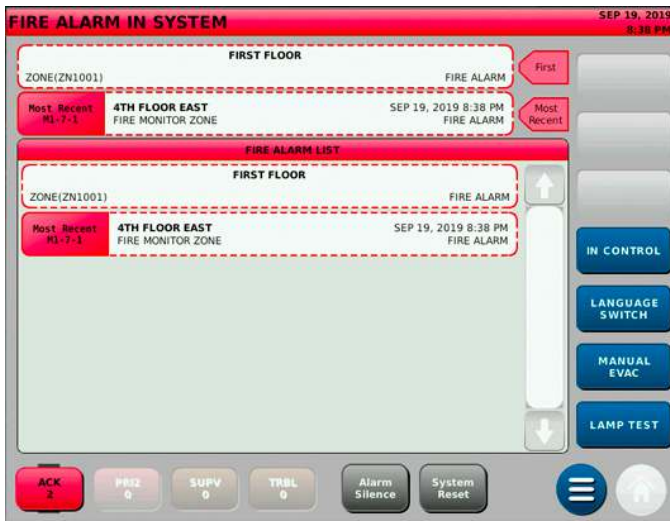 FIRE ALARM IN SYSTEM
SEP 19, 2019
8:38 PM
FIRST FLOOR
ZONE(ZN1001)
FIRE ALARM
First
Most Recent
M1-7-1
4TH FLOOR EAST
FIRE MONITOR ZONE
SEP 19, 2019 8:38 PM
FIRE ALARM
Most
Recent
FIRE ALARM LIST
FIRST FLOOR
ZONE(ZN1001)
FIRE ALARM
Most Recent
M1-7-1
4TH FLOOR EAST
FIRE MONITOR ZONE
SEP 19, 2019 8:38 PM
FIRE ALARM
IN CONTROL
LANGUAGE
SWITCH
MANUAL
EVAC
LAMP TEST
ACK
2
PRI2
0
SUPV
0
TRBL
0
Alarm
Silence
System
Reset